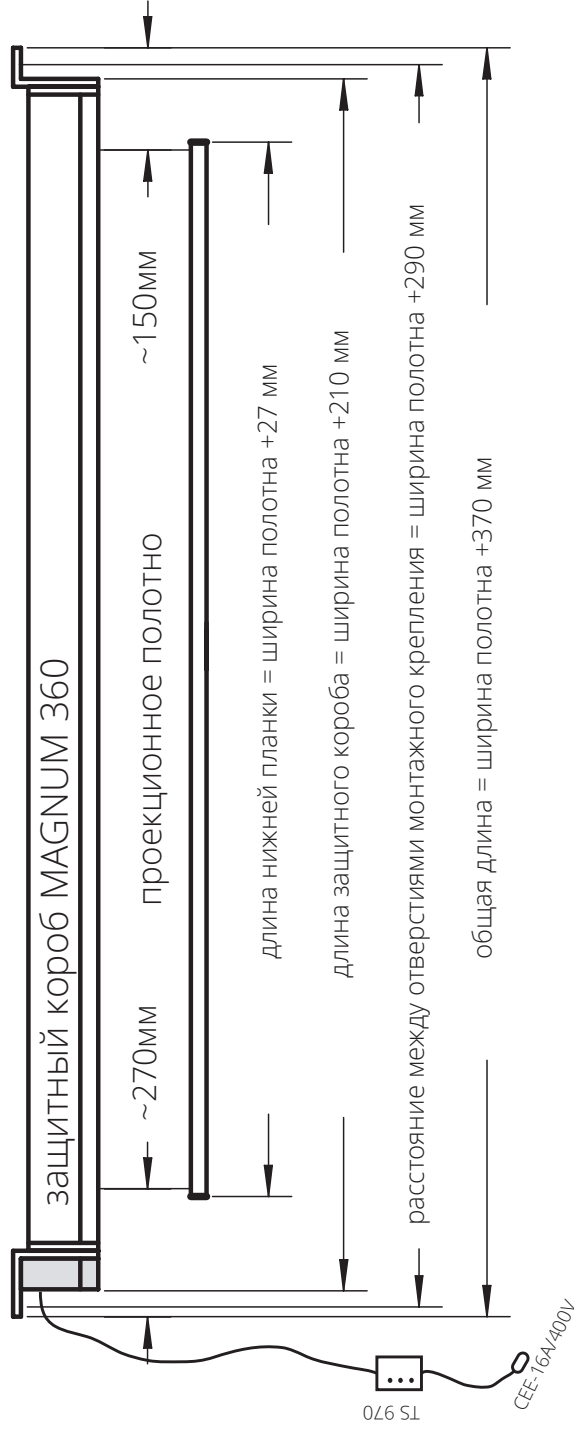 защитный короб MAGNUM 360
~270мм
проекционное полотно
~150мм
длина нижней планки = ширина полотна +27 мм
длина защитного короба = ширина полотна +210 мм
расстояние между отверстиями монтажного крепления = ширина полотна +290 мм
общая длина = ширина полотна +370 мм
TS 970
CEE-16A/400V